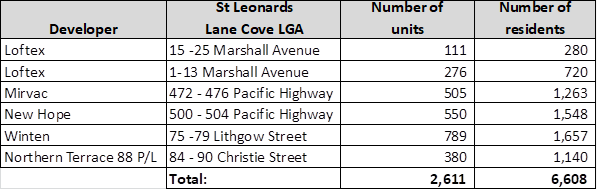 Developer St Leonards Lane Cove LGA Number of units Number of residents
Loftex 15 -25 Marshall Avenue 111 280
Loftex 1-13 Marshall Avenue 276 720
Mirvac 472 - 476 Pacific Highway 505 1,263
New Hope 500 - 504 Pacific Highway 550 1,548
Winten 75 -79 Lithgow Street 789 1,657
Northern Terrace 88 P/L 84 - 90 Christie Street 380 1,140
Total: 2,611 6,608